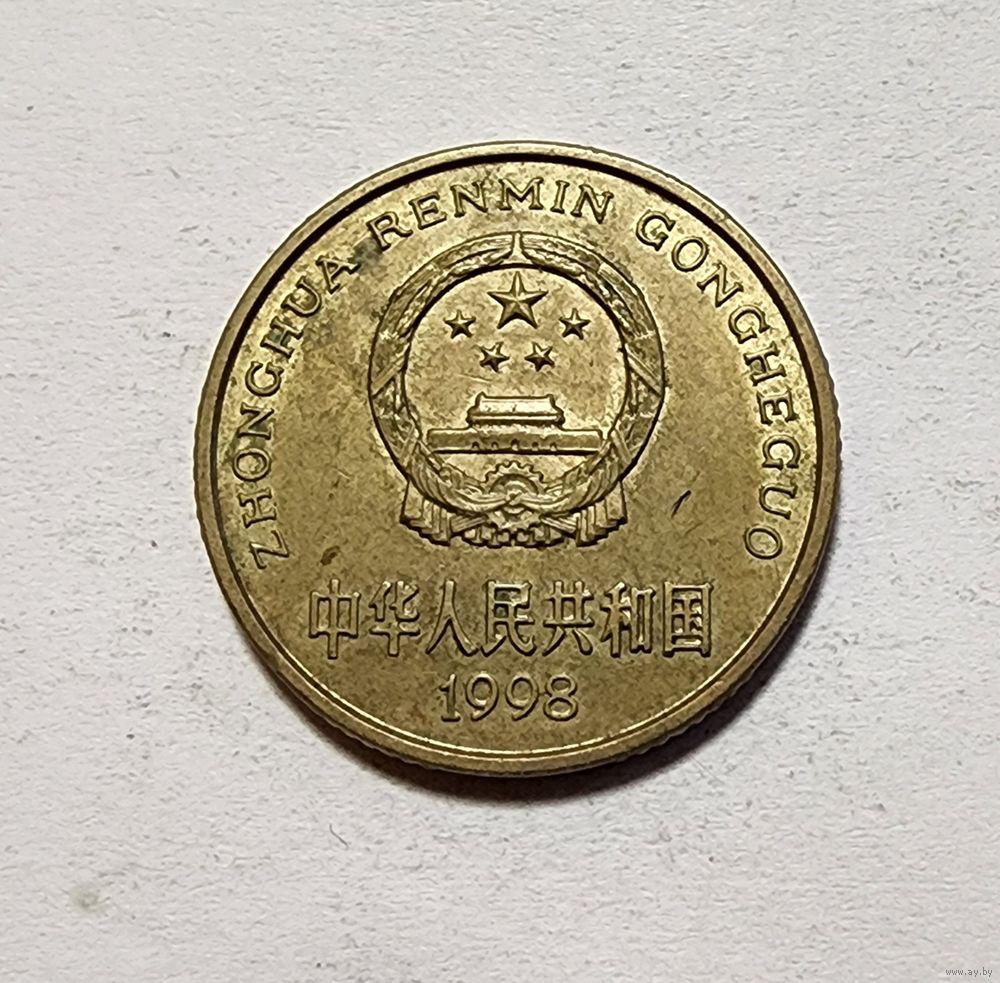 ZHONGHUA RENMIN GONGHEGUO
中华人民共和国
1998
www.ay.by